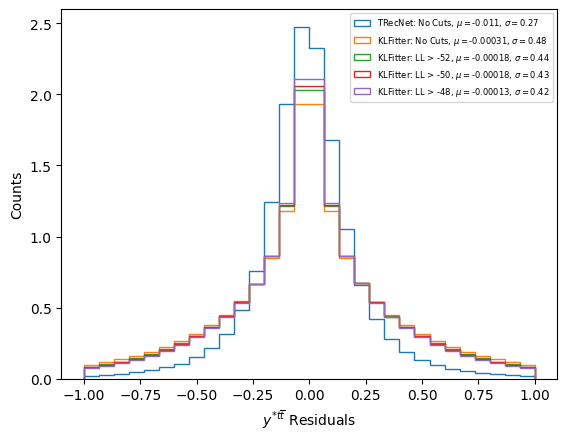 TRecNet: No Cuts, μ=-0.011, σ=0.27
KLFitter: No Cuts, μ=-0.00031, σ=0.48
KLFitter: LL > -52, μ=-0.00018, σ=0.44
KLFitter: LL > -50, μ=-0.00018, σ=0.43
KLFitter: LL > -48, μ=-0.00013, σ=0.42
Counts
2.5
2.0
1.5
1.0
0.5
0.0
−1.00 −0.75 −0.50 −0.25 0.00 0.25 0.50 0.75 1.00
y*tt̅ Residuals